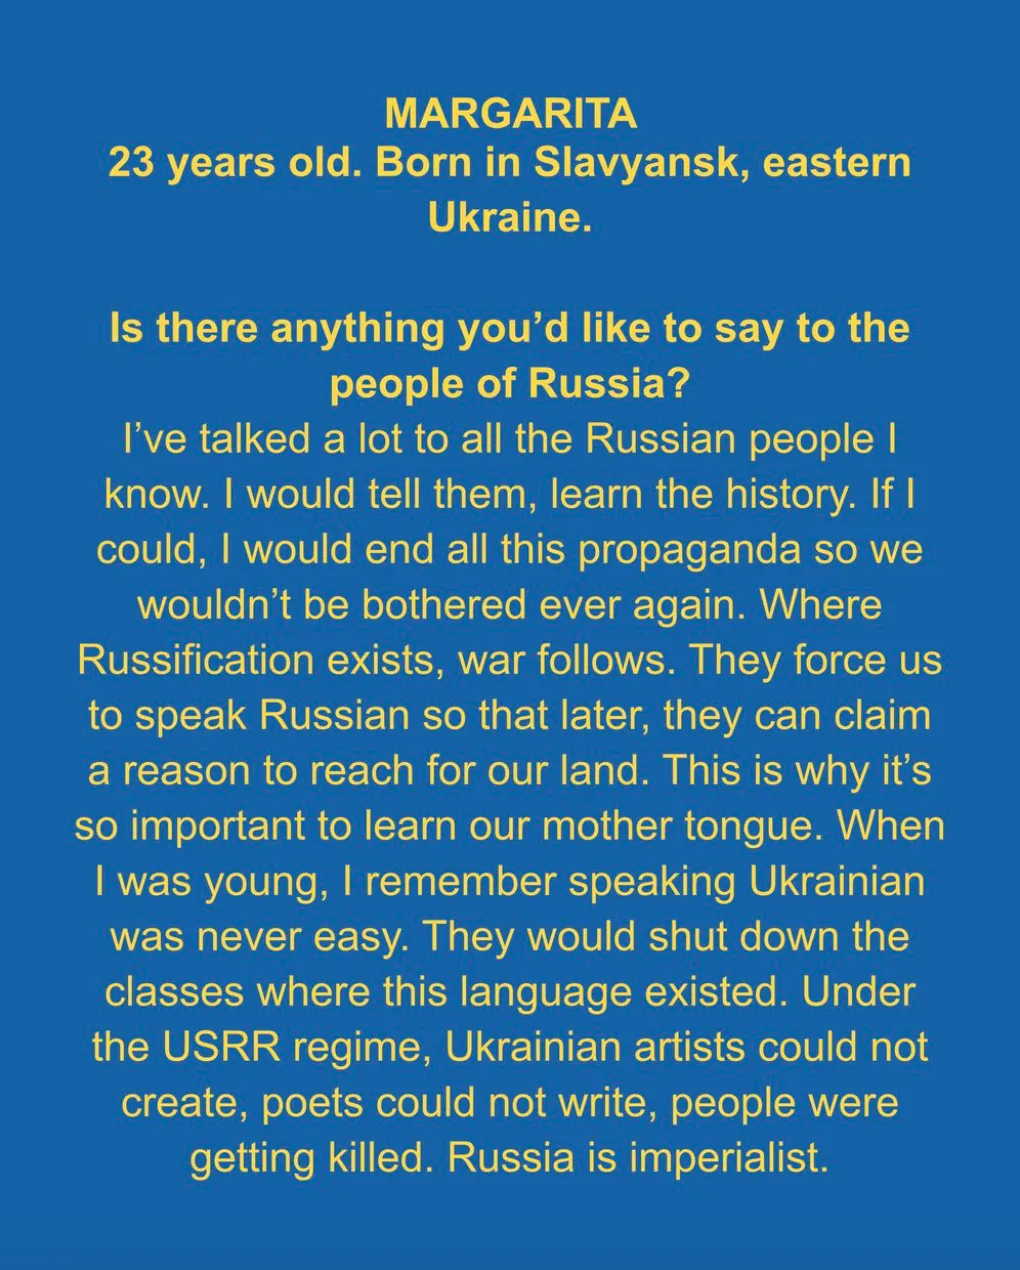 MARGARITA
23 years old. Born in Slavyansk, eastern
Ukraine.
Is there anything you’d like to say to the
people of Russia?
I’ve talked a lot to all the Russian people I
know. I would tell them, learn the history. If I
could, I would end all this propaganda so we
wouldn’t be bothered ever again. Where
Russification exists, war follows. They force us
to speak Russian so that later, they can claim
a reason to reach for our land. This is why it’s
so important to learn our mother tongue. When
I was young, I remember speaking Ukrainian
was never easy. They would shut down the
classes where this language existed. Under
the USRR regime, Ukrainian artists could not
create, poets could not write, people were
getting killed. Russia is imperialist.